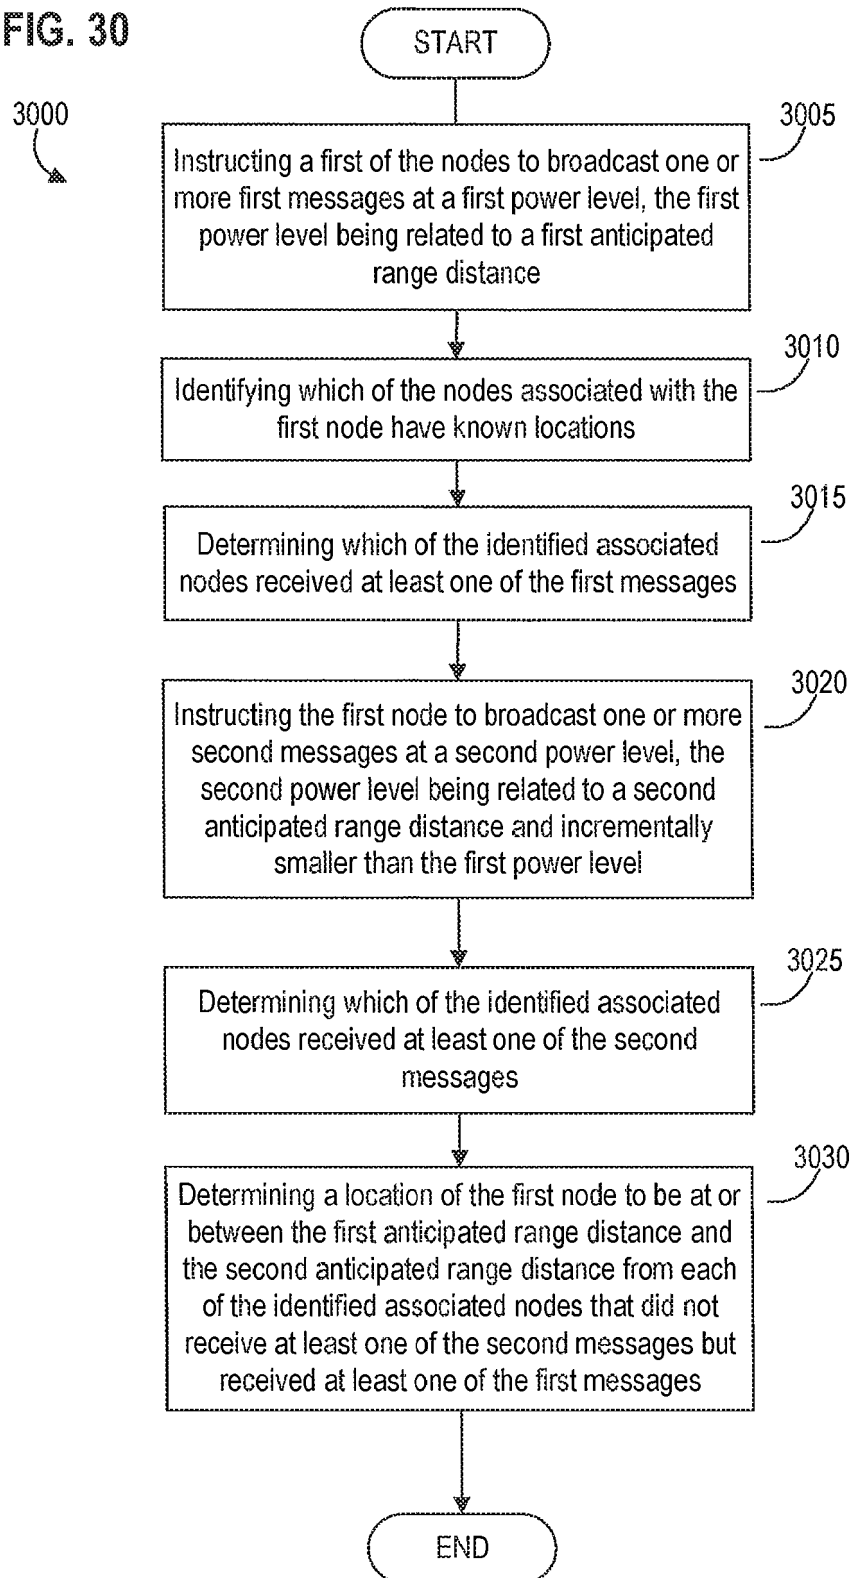 FIG. 30
START
3000
3005
Instructing a first of the nodes to broadcast one or
more first messages at a first power level, the first
power level being related to a first anticipated
range distance
3010
Identifying which of the nodes associated with the
first node have known locations
3015
Determining which of the identified associated
nodes received at least one of the first messages
3020
Instructing the first node to broadcast one or more
second messages at a second power level, the
second power level being related to a second
anticipated range distance and incrementally
smaller than the first power level
3025
Determining which of the identified associated
nodes received at least one of the second
messages
3030
Determining a location of the first node to be at or
between the first anticipated range distance and
the second anticipated range distance from each
of the identified associated nodes that did not
receive at least one of the second messages but
received at least one of the first messages
END